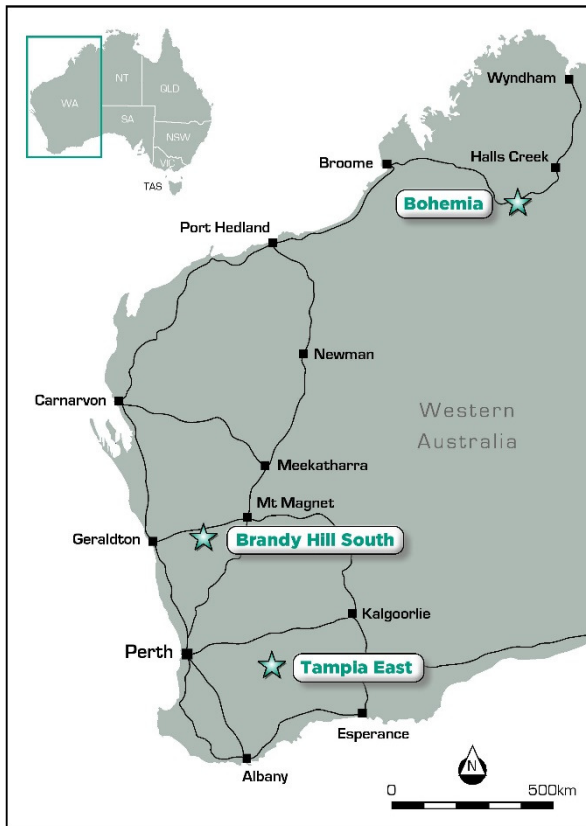 NT
QLD
WA
SA
NSW
VIC
TAS
Wyndham
Broome
Halls Creek
Bohemia
Port Hedland
Newman
Carnarvon
Western
Australia
Meekatharra
Mt Magnet
Geraldton
Brandy Hill South
Kalgoorlie
Perth
Tampia East
Esperance
Albany
N
0 500km